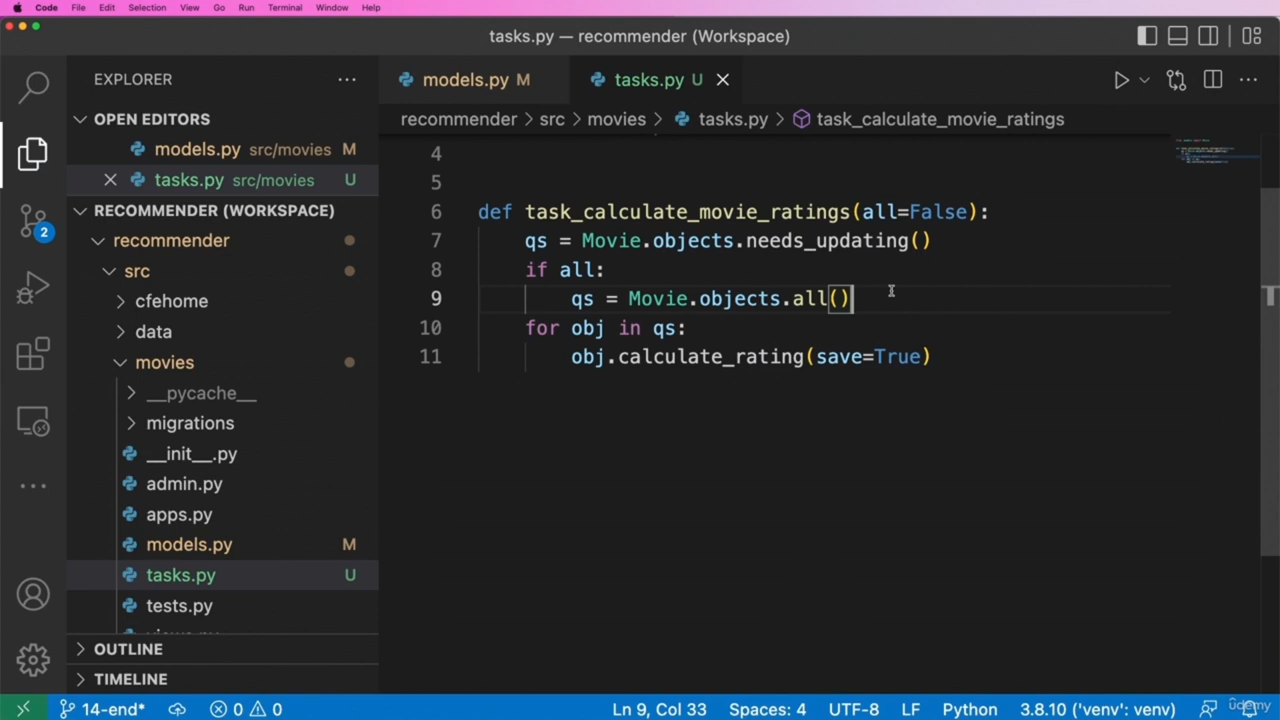 Code File Edit Selection View Go Run Terminal Window Help
tasks.py — recommender (Workspace)
EXPLORER
models.py M
tasks.py U
OPEN EDITORS
recommender > src > movies > tasks.py > task_calculate_movie_ratings
models.py src/movies M
tasks.py src/movies U
RECOMMENDER (WORKSPACE)
recommender
src
cfehome
data
movies
__pycache__
migrations
__init__.py
admin.py
apps.py
models.py M
tasks.py U
tests.py
OUTLINE
TIMELINE
4
5
6 def task_calculate_movie_ratings(all=False):
7 qs = Movie.objects.needs_updating()
8 if all:
9 qs = Movie.objects.all()
10 for obj in qs:
11 obj.calculate_rating(save=True)
2
14-end* 0 0 Ln 9, Col 33 Spaces: 4 UTF-8 LF Python 3.8.10 ('venv': venv)
udemy